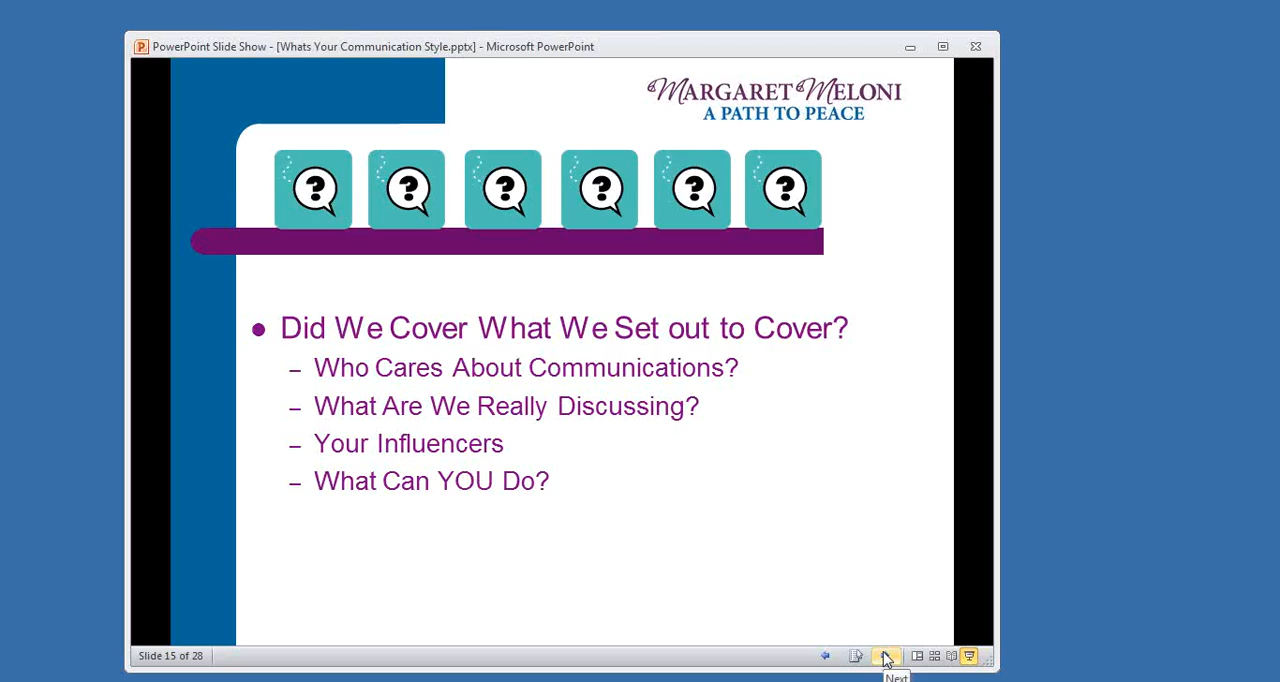 PowerPoint Slide Show - [Whats Your Communication Style.pptx] - Microsoft PowerPoint
MARGARET MELONI
A PATH TO PEACE
? ? ? ? ? ?
• Did We Cover What We Set out to Cover?
– Who Cares About Communications?
– What Are We Really Discussing?
– Your Influencers
– What Can YOU Do?
Slide 15 of 28
Next